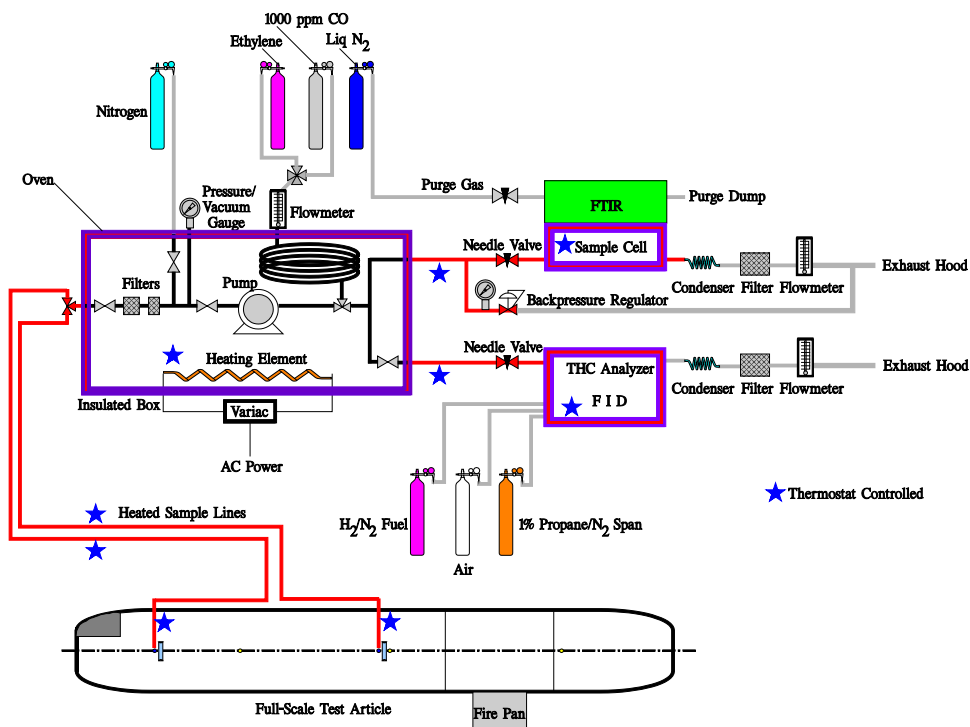 1000 ppm CO
Ethylene
Liq N2
Nitrogen
Oven
Pressure/
Vacuum
Gauge
Flowmeter
Purge Gas
FTIR
Purge Dump
Needle Valve
Sample Cell
Condenser
Filter
Flowmeter
Exhaust Hood
Filters
Pump
Backpressure Regulator
Heating Element
Needle Valve
THC Analyzer
F I D
Condenser
Filter
Flowmeter
Exhaust Hood
Insulated Box
Variac
AC Power
H2/N2 Fuel
Air
1% Propane/N2 Span
Thermostat Controlled
Heated Sample Lines
Full-Scale Test Article
Fire Pan